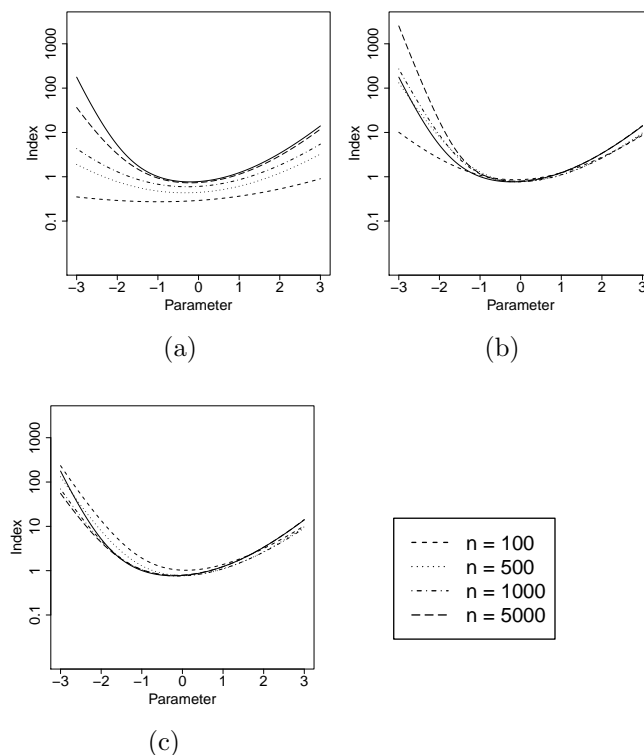 1000
100
10
1
0.1
Index
−3 −2 −1 0 1 2 3
Parameter
(a)
1000
100
10
1
0.1
Index
−3 −2 −1 0 1 2 3
Parameter
(b)
1000
100
10
1
0.1
Index
−3 −2 −1 0 1 2 3
Parameter
(c)
n = 100
n = 500
n = 1000
n = 5000